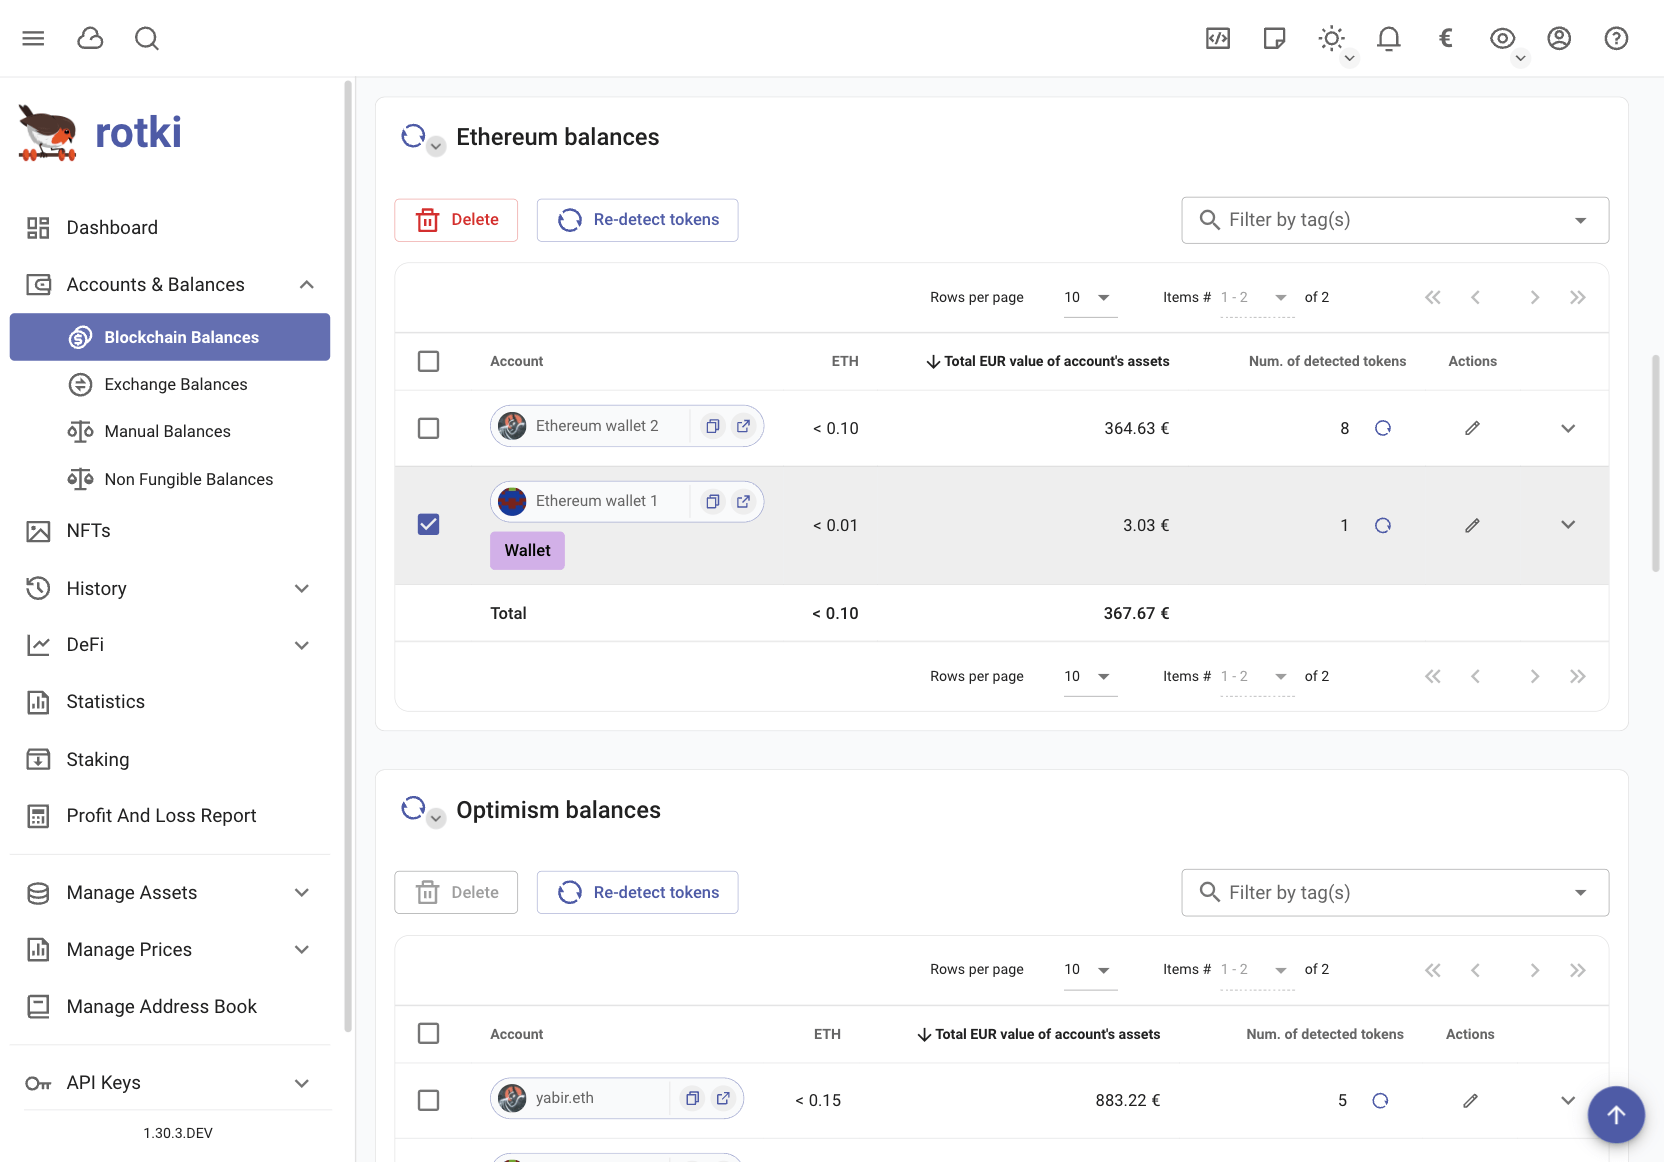 €
rotki
Dashboard
Accounts & Balances
Blockchain Balances
Exchange Balances
Manual Balances
Non Fungible Balances
NFTs
History
DeFi
Statistics
Staking
Profit And Loss Report
Manage Assets
Manage Prices
Manage Address Book
API Keys
1.30.3.DEV
Ethereum balances
Delete
Re-detect tokens
Filter by tag(s)
Rows per page 10 Items # 1 - 2 of 2
Account ETH Total EUR value of account's assets Num. of detected tokens Actions
Ethereum wallet 2 < 0.10 364.63 € 8
Ethereum wallet 1 < 0.01 3.03 € 1
Wallet
Total < 0.10 367.67 €
Rows per page 10 Items # 1 - 2 of 2
Optimism balances
Delete
Re-detect tokens
Filter by tag(s)
Rows per page 10 Items # 1 - 2 of 2
Account ETH Total EUR value of account's assets Num. of detected tokens Actions
yabir.eth < 0.15 883.22 € 5